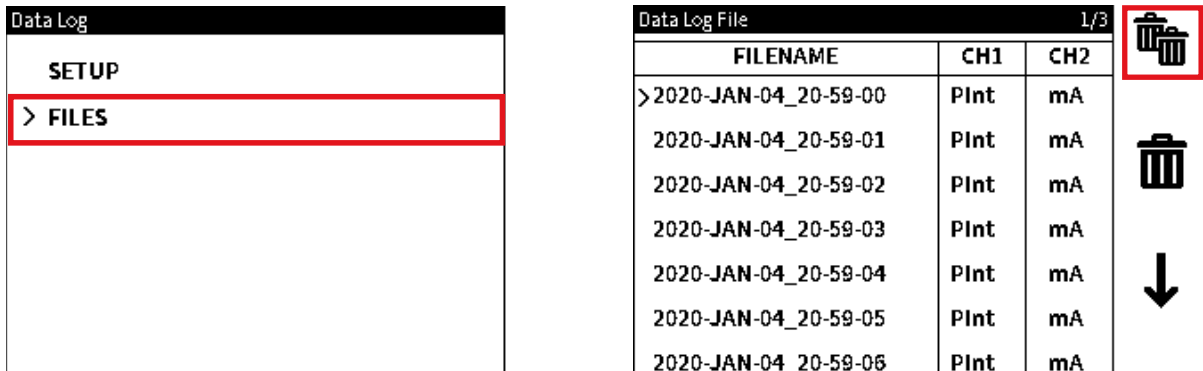 Data Log
SETUP
> FILES
Data Log File 1/3
FILENAME CH1 CH2
>2020-JAN-04_20-59-00 PInt mA
2020-JAN-04_20-59-01 PInt mA
2020-JAN-04_20-59-02 PInt mA
2020-JAN-04_20-59-03 PInt mA
2020-JAN-04_20-59-04 PInt mA
2020-JAN-04_20-59-05 PInt mA
2020-JAN-04_20-59-06 PInt mA